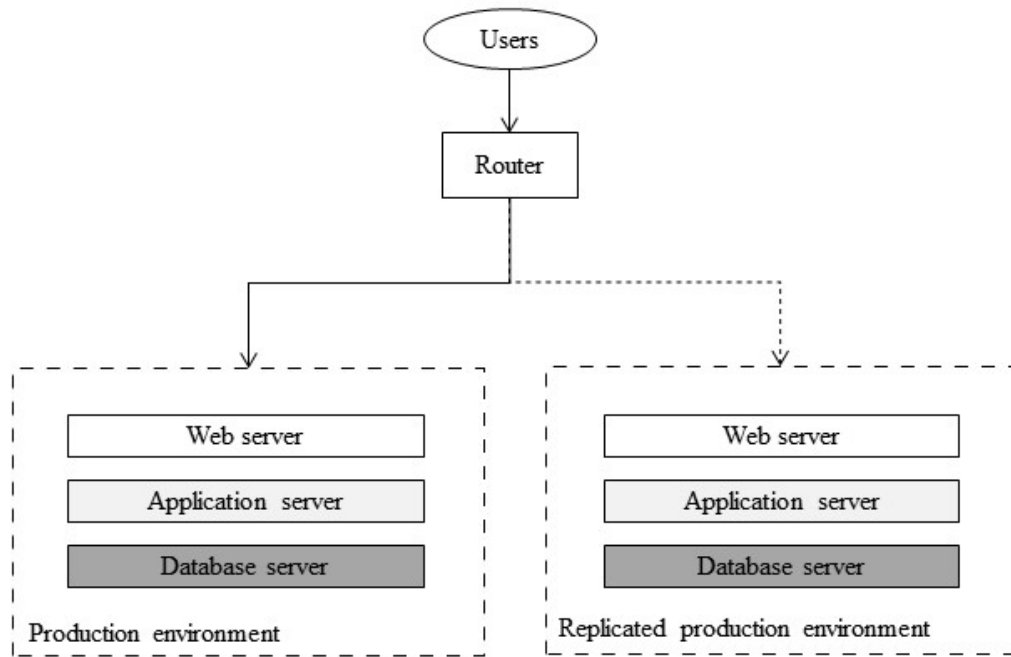 Users
Router
Web server
Application server
Database server
Production environment
Web server
Application server
Database server
Replicated production environment